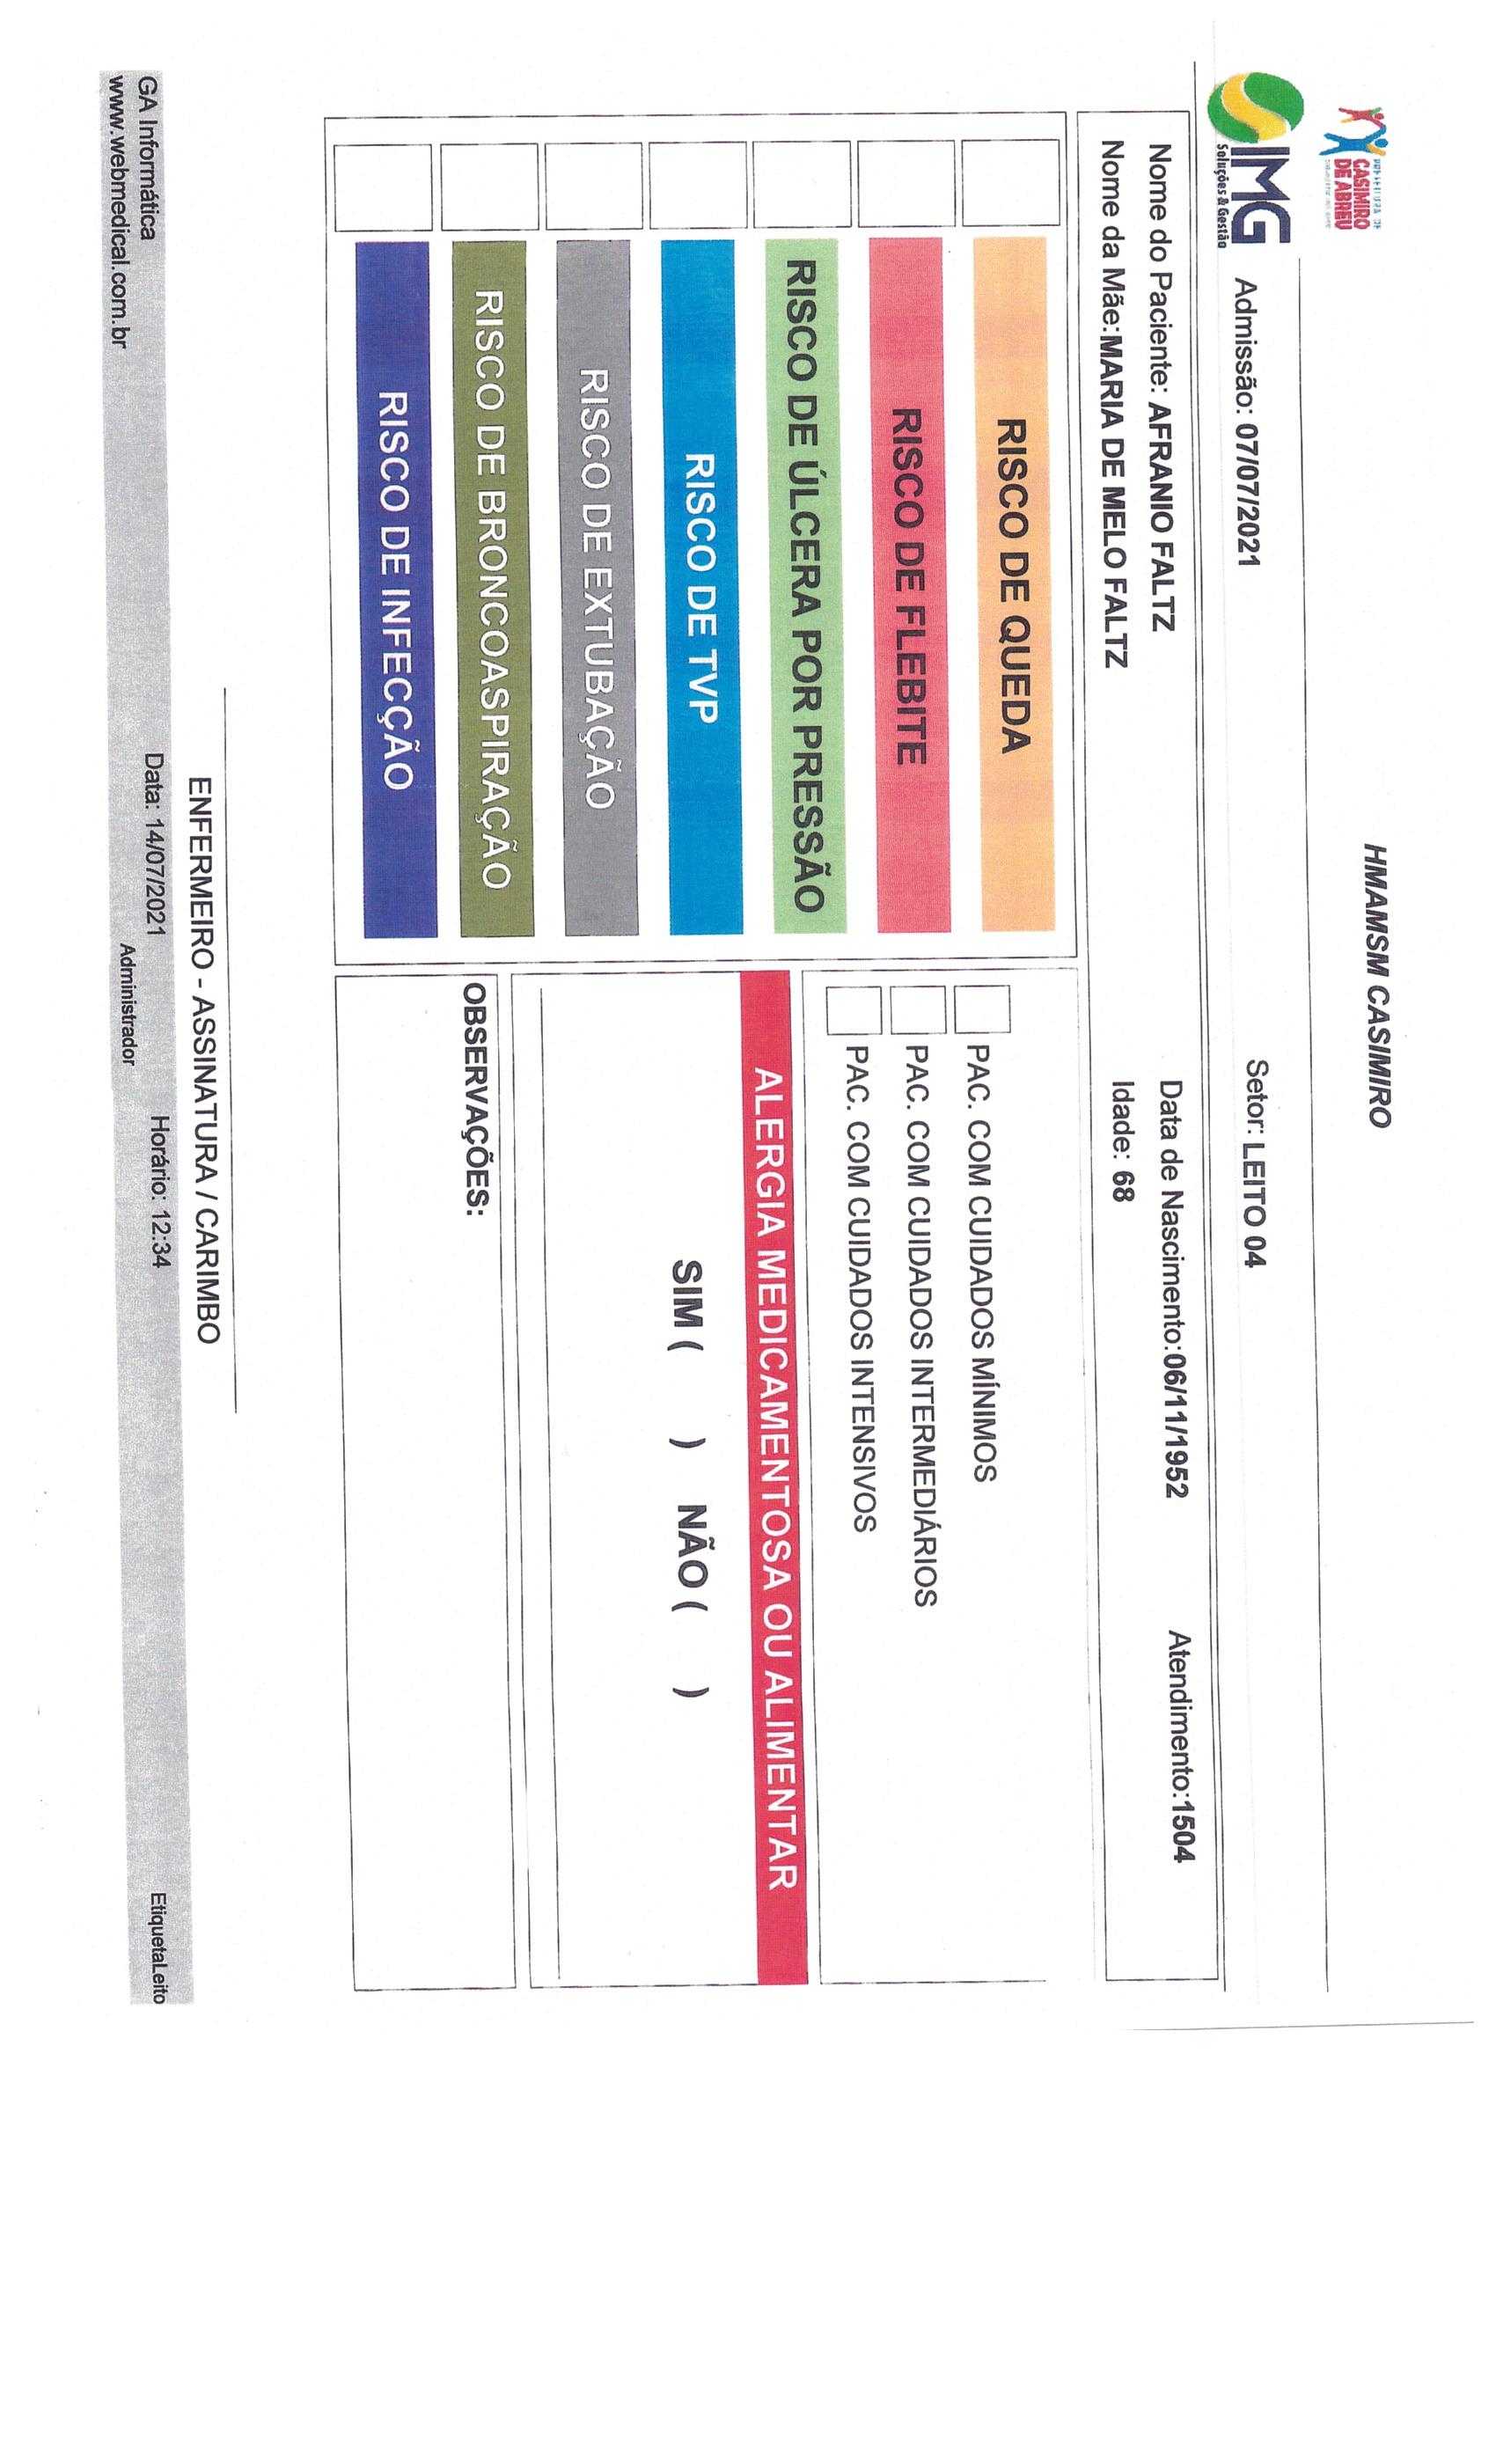 HMAMSM CASIMIRO
PREFEITURA DE
CASIMIRO
DE ABREU
IMG
Soluções & Gestão
Admissão: 07/07/2021
Setor: LEITO 04
Nome do Paciente: AFRANIO FALTZ
Data de Nascimento:06/11/1952
Atendimento:1504
Nome da Mãe:MARIA DE MELO FALTZ
Idade: 68
RISCO DE QUEDA
RISCO DE FLEBITE
RISCO DE ÚLCERA POR PRESSÃO
RISCO DE TVP
RISCO DE EXTUBAÇÃO
RISCO DE BRONCOASPIRAÇÃO
RISCO DE INFECÇÃO
PAC. COM CUIDADOS MÍNIMOS
PAC. COM CUIDADOS INTERMEDIÁRIOS
PAC. COM CUIDADOS INTENSIVOS
ALERGIA MEDICAMENTOSA OU ALIMENTAR
SIM ( ) NÃO ( )
OBSERVAÇÕES:
ENFERMEIRO - ASSINATURA / CARIMBO
GA Informática
Data: 14/07/2021
Horário: 12:34
EtiquetaLeito
www.webmedical.com.br
Administrador